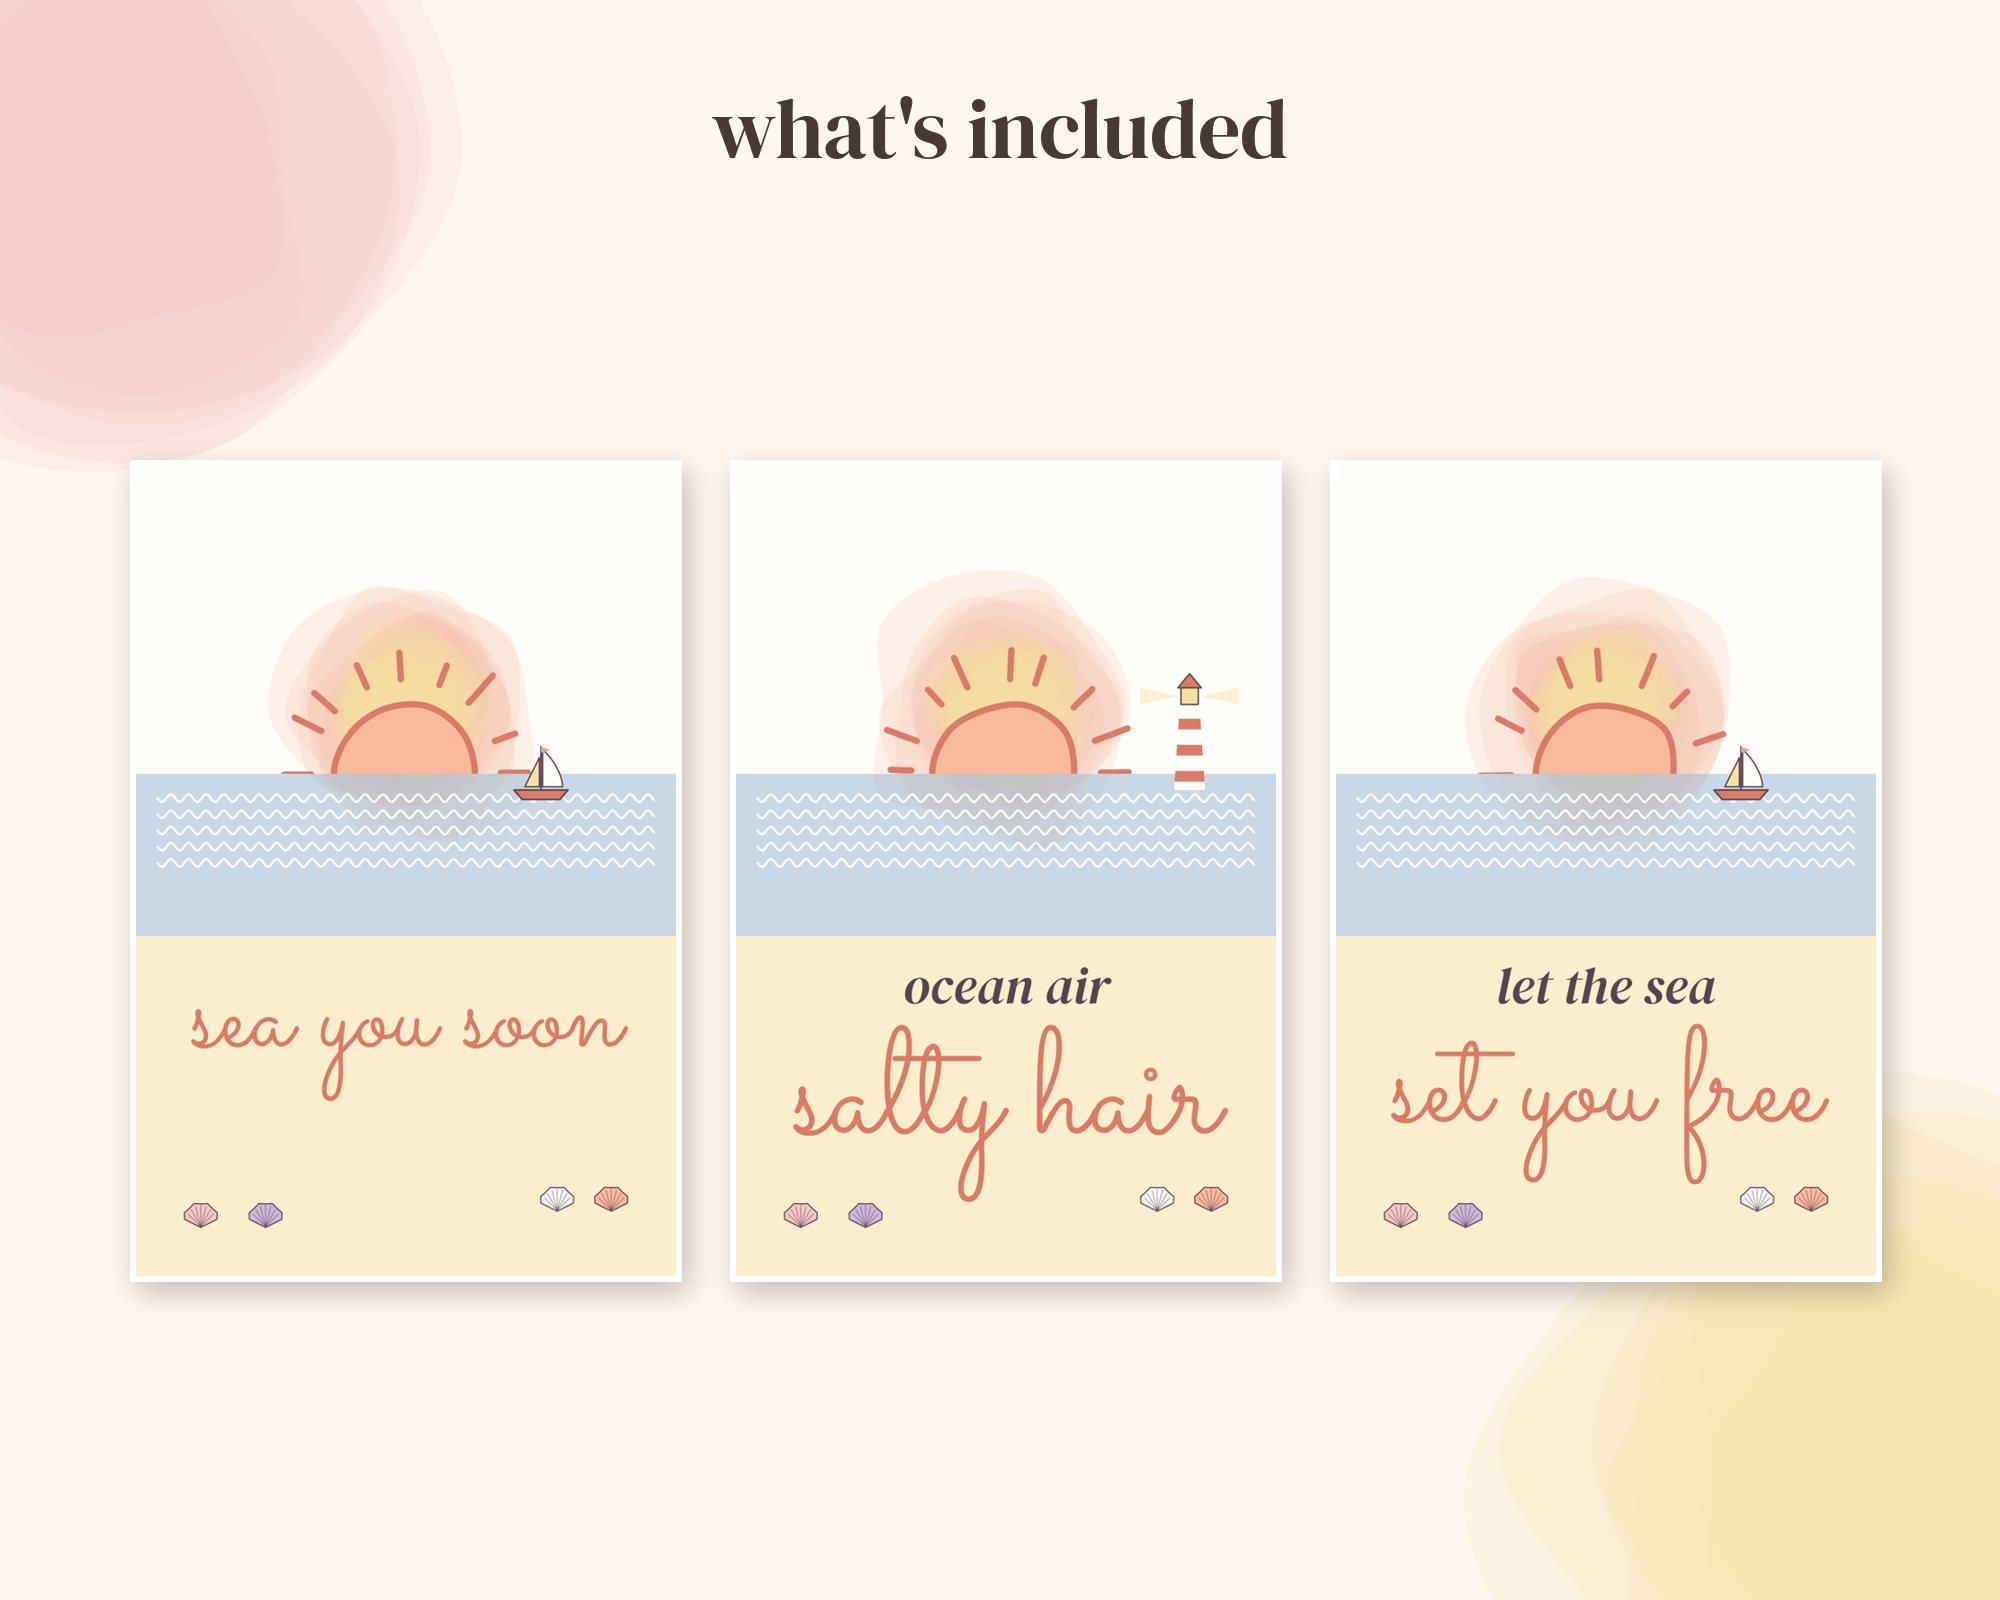 what's included
sea you soon
ocean air
salty hair
let the sea
set you free